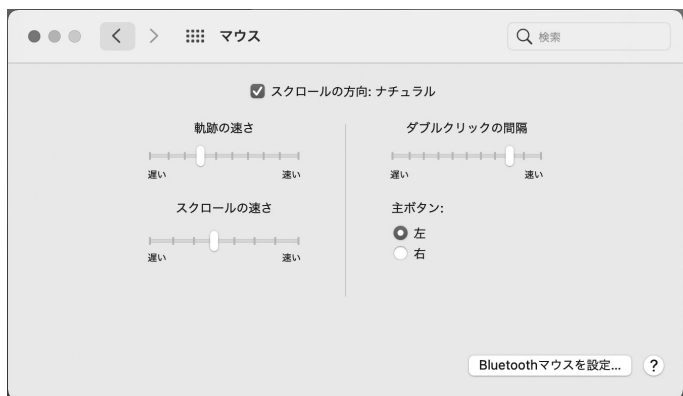 マウス
検索
スクロールの方向: ナチュラル
軌跡の速さ
遅い 速い
スクロールの速さ
遅い 速い
ダブルクリックの間隔
遅い 速い
主ボタン:
左
右
Bluetoothマウスを設定...
?